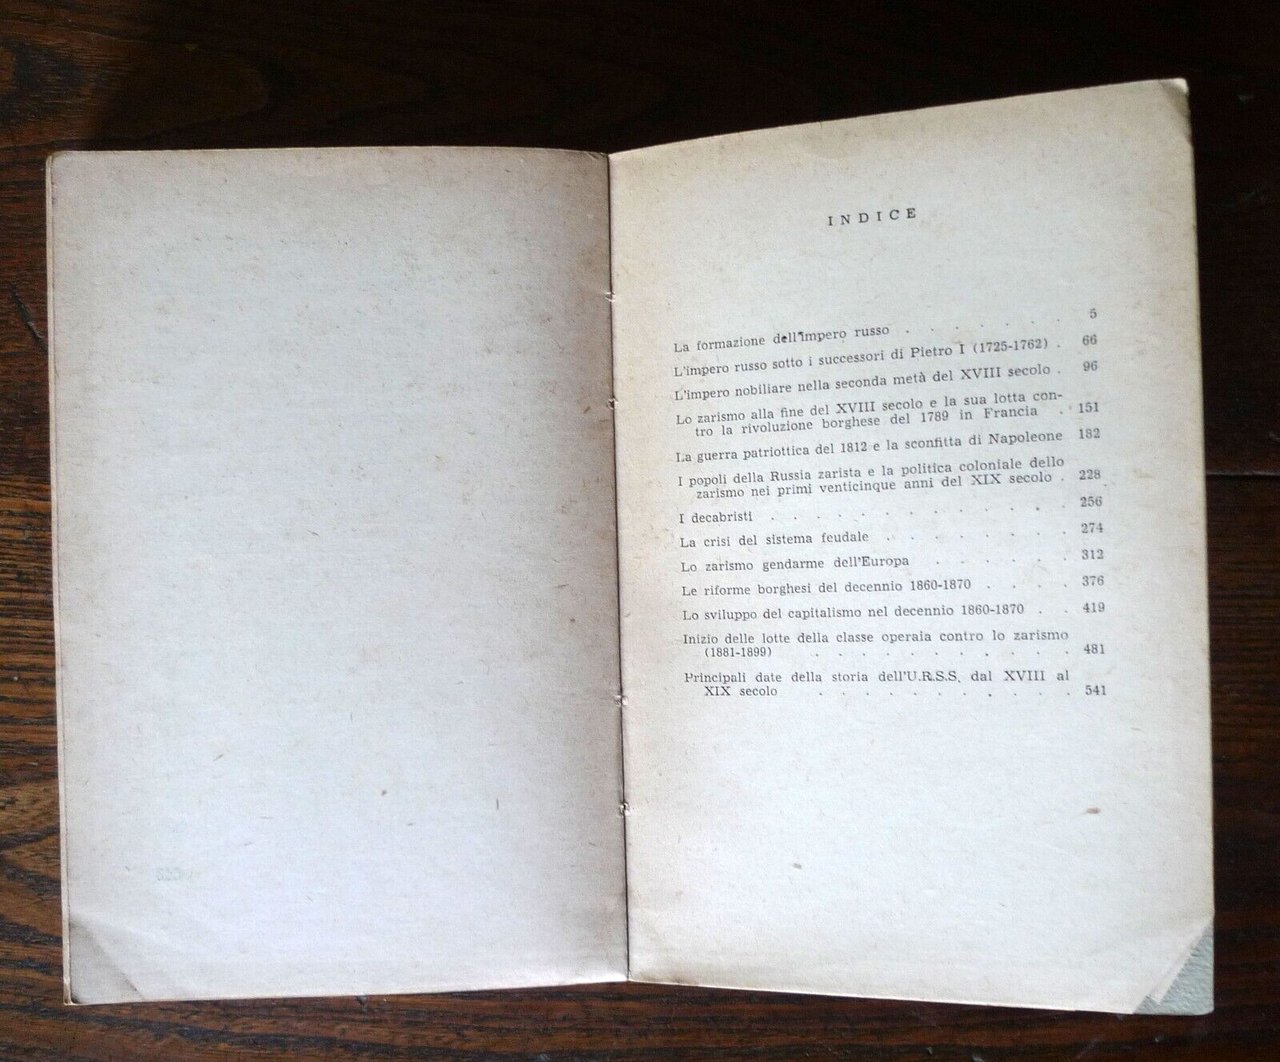 INDICE
La formazione dell'impero russo . . . . . . . 5
L'impero russo sotto i successori di Pietro I (1725-1762) . 66
L'impero nobiliare nella seconda metà del XVIII secolo . 96
Lo zarismo alla fine del XVIII secolo e la sua lotta con-
tro la rivoluzione borghese del 1789 in Francia . 151
La guerra patriottica del 1812 e la sconfitta di Napoleone 182
I popoli della Russia zarista e la politica coloniale dello
zarismo nei primi venticinque anni del XIX secolo . 228
I decabristi . . . . . . . . . . . . . 256
La crisi del sistema feudale . . . . . . . . 274
Lo zarismo gendarme dell'Europa . . . . . . 312
Le riforme borghesi del decennio 1860-1870 . . . . 376
Lo sviluppo del capitalismo nel decennio 1860-1870 . . 419
Inizio delle lotte della classe operaia contro lo zarismo
(1881-1899) . . . . . . . . . . . 481
Principali date della storia dell'U.R.S.S. dal XVIII al
XIX secolo . . . . . . . . . . 541